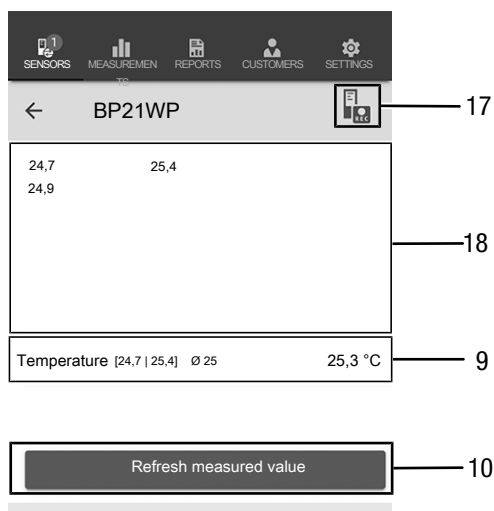 1
SENSORS MEASUREMEN TS REPORTS CUSTOMERS SETTINGS
← BP21WP REC 17
24,7 25,4
24,9
18
Temperature [24,7 | 25,4] Ø 25 25,3 °C 9
Refresh measured value 10